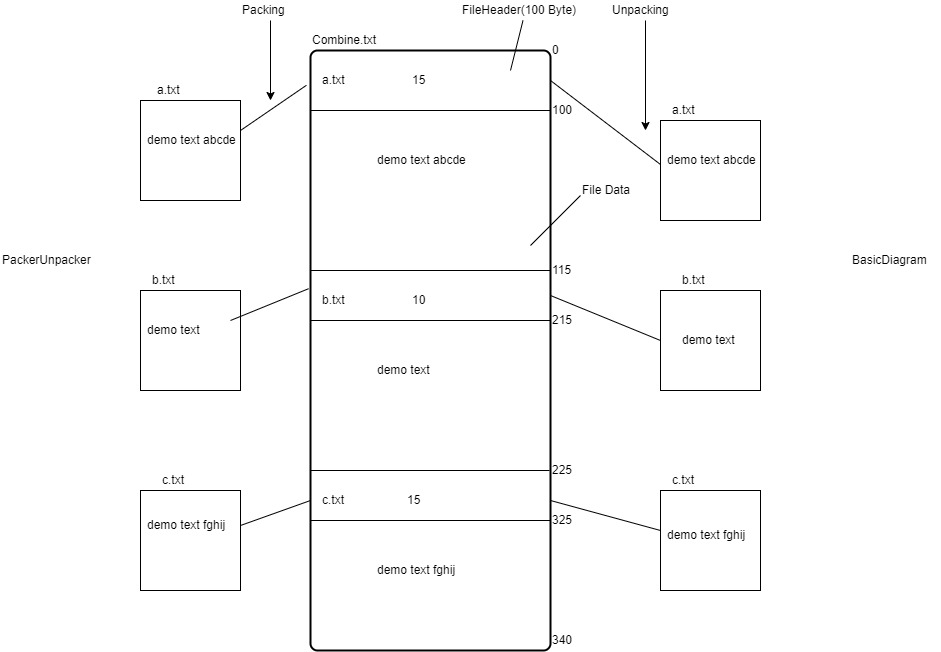 Packing
FileHeader(100 Byte)
Unpacking
Combine.txt
0
a.txt
a.txt 15
100
a.txt
demo text abcde
demo text abcde
demo text abcde
File Data
PackerUnpacker
BasicDiagram
115
b.txt
b.txt 10
b.txt
215
demo text
demo text
demo text
225
c.txt
c.txt 15
c.txt
325
demo text fghij
demo text fghij
demo text fghij
340